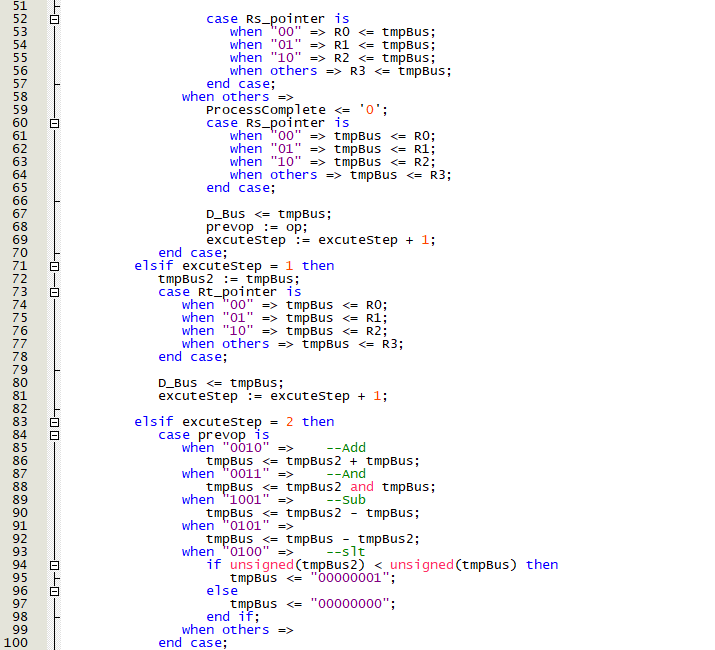 51
52 case Rs_pointer is
53 when "00" => R0 <= tmpBus;
54 when "01" => R1 <= tmpBus;
55 when "10" => R2 <= tmpBus;
56 when others => R3 <= tmpBus;
57 end case;
58 when others =>
59 ProcessComplete <= '0';
60 case Rs_pointer is
61 when "00" => tmpBus <= R0;
62 when "01" => tmpBus <= R1;
63 when "10" => tmpBus <= R2;
64 when others => tmpBus <= R3;
65 end case;
66
67 D_Bus <= tmpBus;
68 prevop := op;
69 excuteStep := excuteStep + 1;
70 end case;
71 elsif excuteStep = 1 then
72 tmpBus2 := tmpBus;
73 case Rt_pointer is
74 when "00" => tmpBus <= R0;
75 when "01" => tmpBus <= R1;
76 when "10" => tmpBus <= R2;
77 when others => tmpBus <= R3;
78 end case;
79
80 D_Bus <= tmpBus;
81 excuteStep := excuteStep + 1;
82
83 elsif excuteStep = 2 then
84 case prevop is
85 when "0010" => --Add
86 tmpBus <= tmpBus2 + tmpBus;
87 when "0011" => --And
88 tmpBus <= tmpBus2 and tmpBus;
89 when "1001" => --Sub
90 tmpBus <= tmpBus2 - tmpBus;
91 when "0101" =>
92 tmpBus <= tmpBus - tmpBus2;
93 when "0100" => --slt
94 if unsigned(tmpBus2) < unsigned(tmpBus) then
95 tmpBus <= "00000001";
96 else
97 tmpBus <= "00000000";
98 end if;
99 when others =>
100 end case;